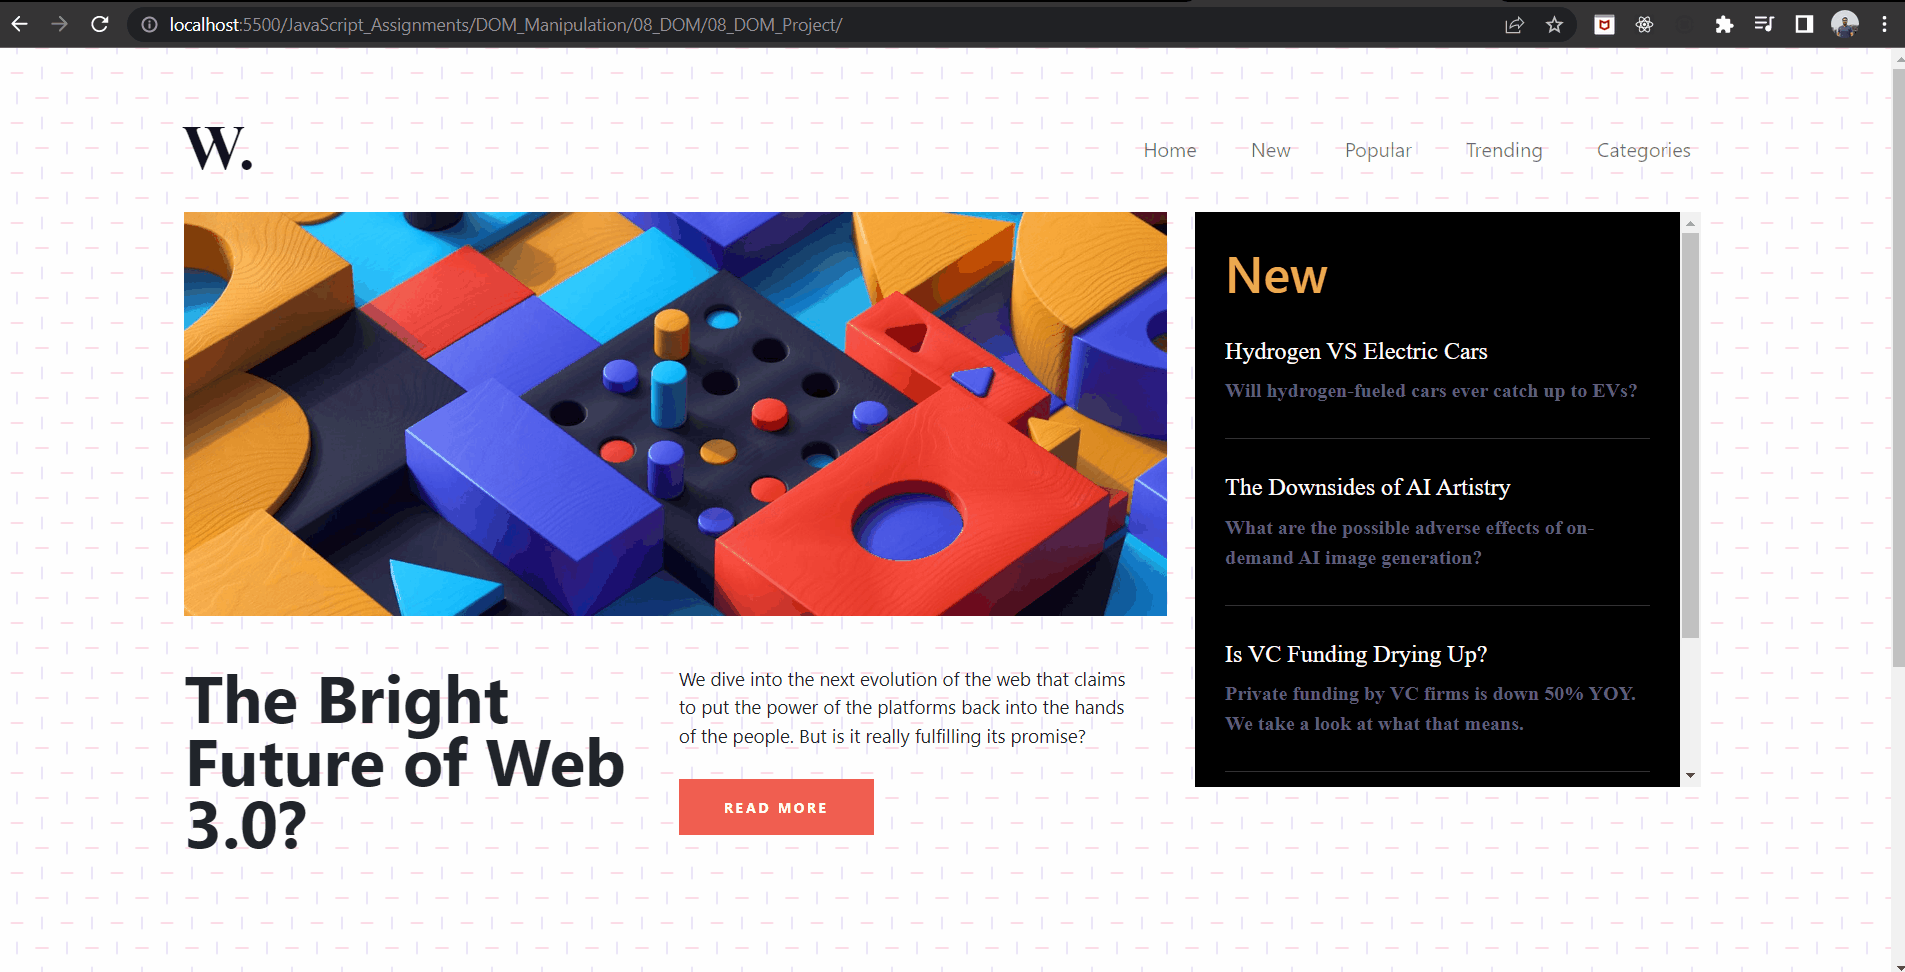 localhost:5500/JavaScript_Assignments/DOM_Manipulation/08_DOM/08_DOM_Project/
W.
Home New Popular Trending Categories
New
Hydrogen VS Electric Cars
Will hydrogen-fueled cars ever catch up to EVs?
The Downsides of AI Artistry
What are the possible adverse effects of on-
demand AI image generation?
Is VC Funding Drying Up?
Private funding by VC firms is down 50% YOY.
We take a look at what that means.
The Bright
Future of Web
3.0?
We dive into the next evolution of the web that claims
to put the power of the platforms back into the hands
of the people. But is it really fulfilling its promise?
READ MORE